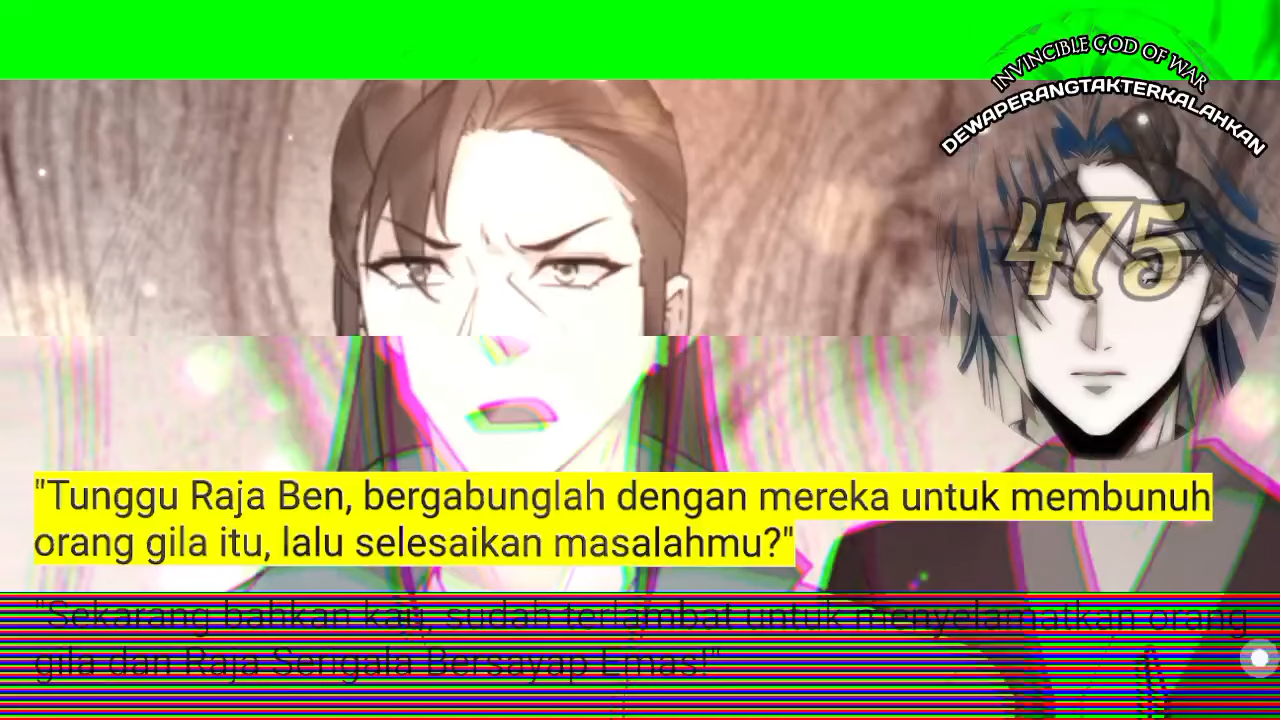 INVINCIBLE GOD OF WAR
DEWAPERANGTAKTERKALAHKAN
475
"Tunggu Raja Ben, bergabunglah dengan mereka untuk membunuh
orang gila itu, lalu selesaikan masalahmu?"
"Sekarang bahkan kau, sudah terlambat untuk menyelamatkan orang
gila dan Raja Serigala Bersayap Emas!"